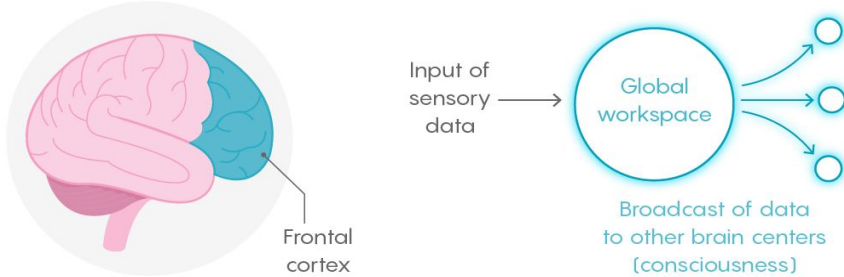 Frontal
cortex
Input of
sensory
data
Global
workspace
Broadcast of data
to other brain centers
(consciousness)